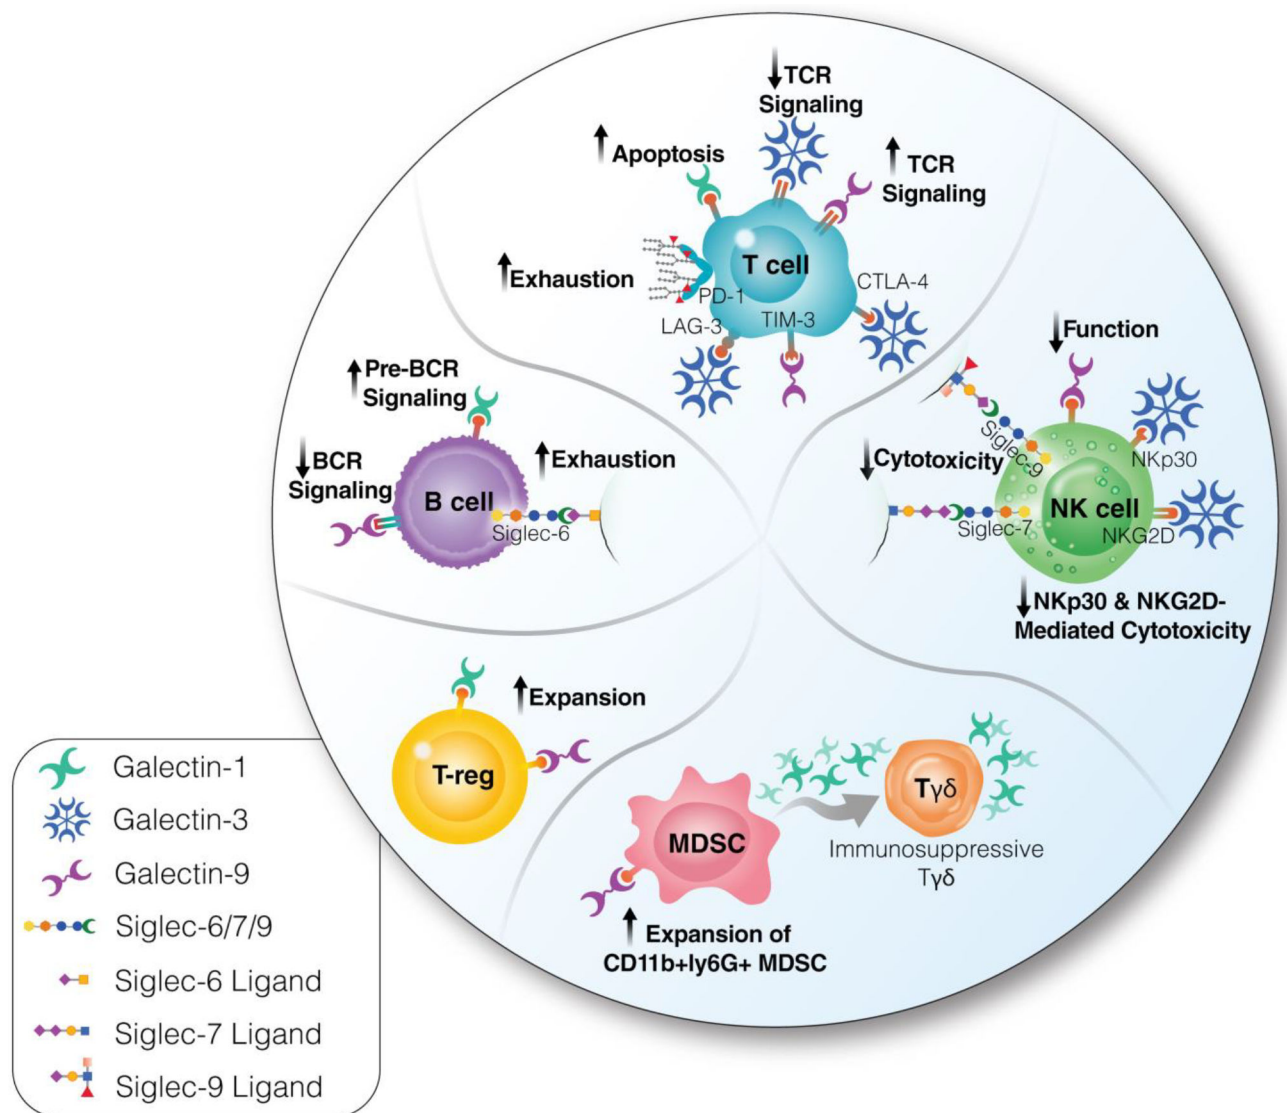 TCR
Signaling
Apoptosis
TCR
Signaling
Exhaustion
T cell
PD-1
CTLA-4
LAG-3
TIM-3
Function
Pre-BCR
Signaling
BCR
Signaling
Exhaustion
B cell
Siglec-6
Cytotoxicity
Siglec-9
NKp30
Siglec-7
NK cell
NKG2D
NKp30 & NKG2D-
Mediated Cytotoxicity
Expansion
T-reg
MDSC
Tγδ
Immunosuppressive
Tγδ
Expansion of
CD11b+ly6G+ MDSC
Galectin-1
Galectin-3
Galectin-9
Siglec-6/7/9
Siglec-6 Ligand
Siglec-7 Ligand
Siglec-9 Ligand